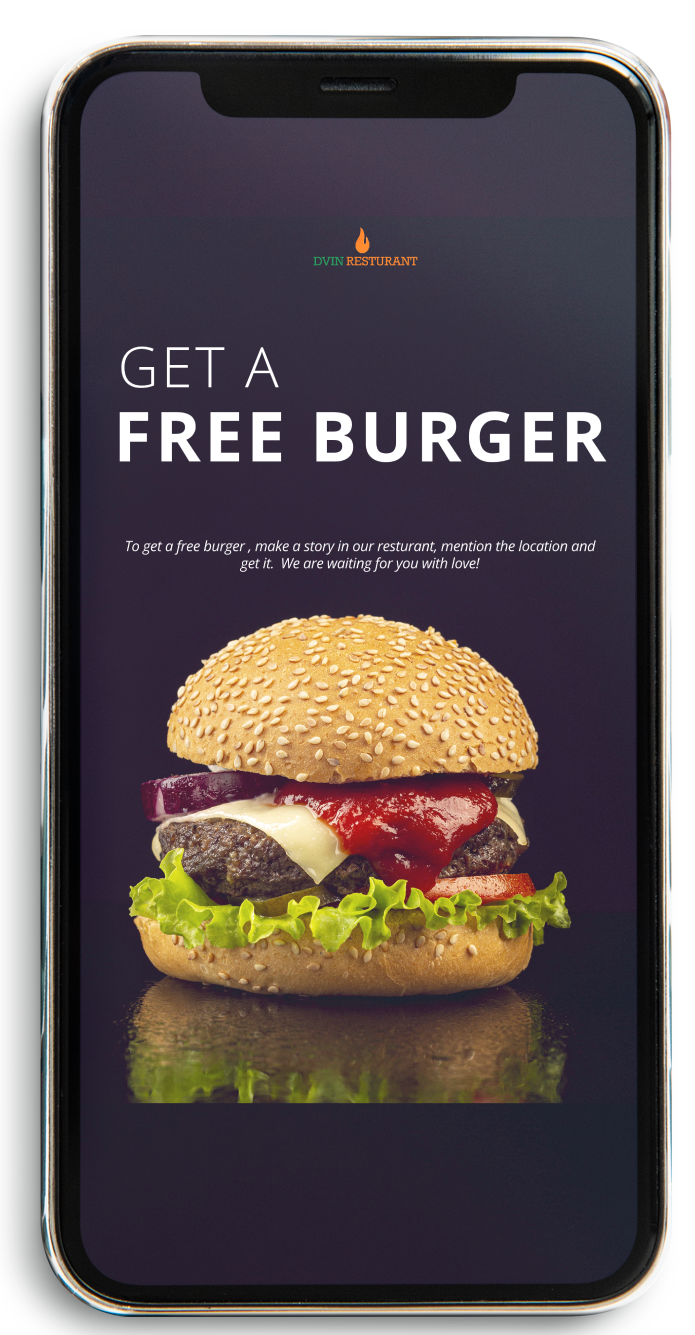 DVIN RESTURANT
GET A
FREE BURGER
To get a free burger , make a story in our resturant, mention the location and
get it.  We are waiting for you with love!